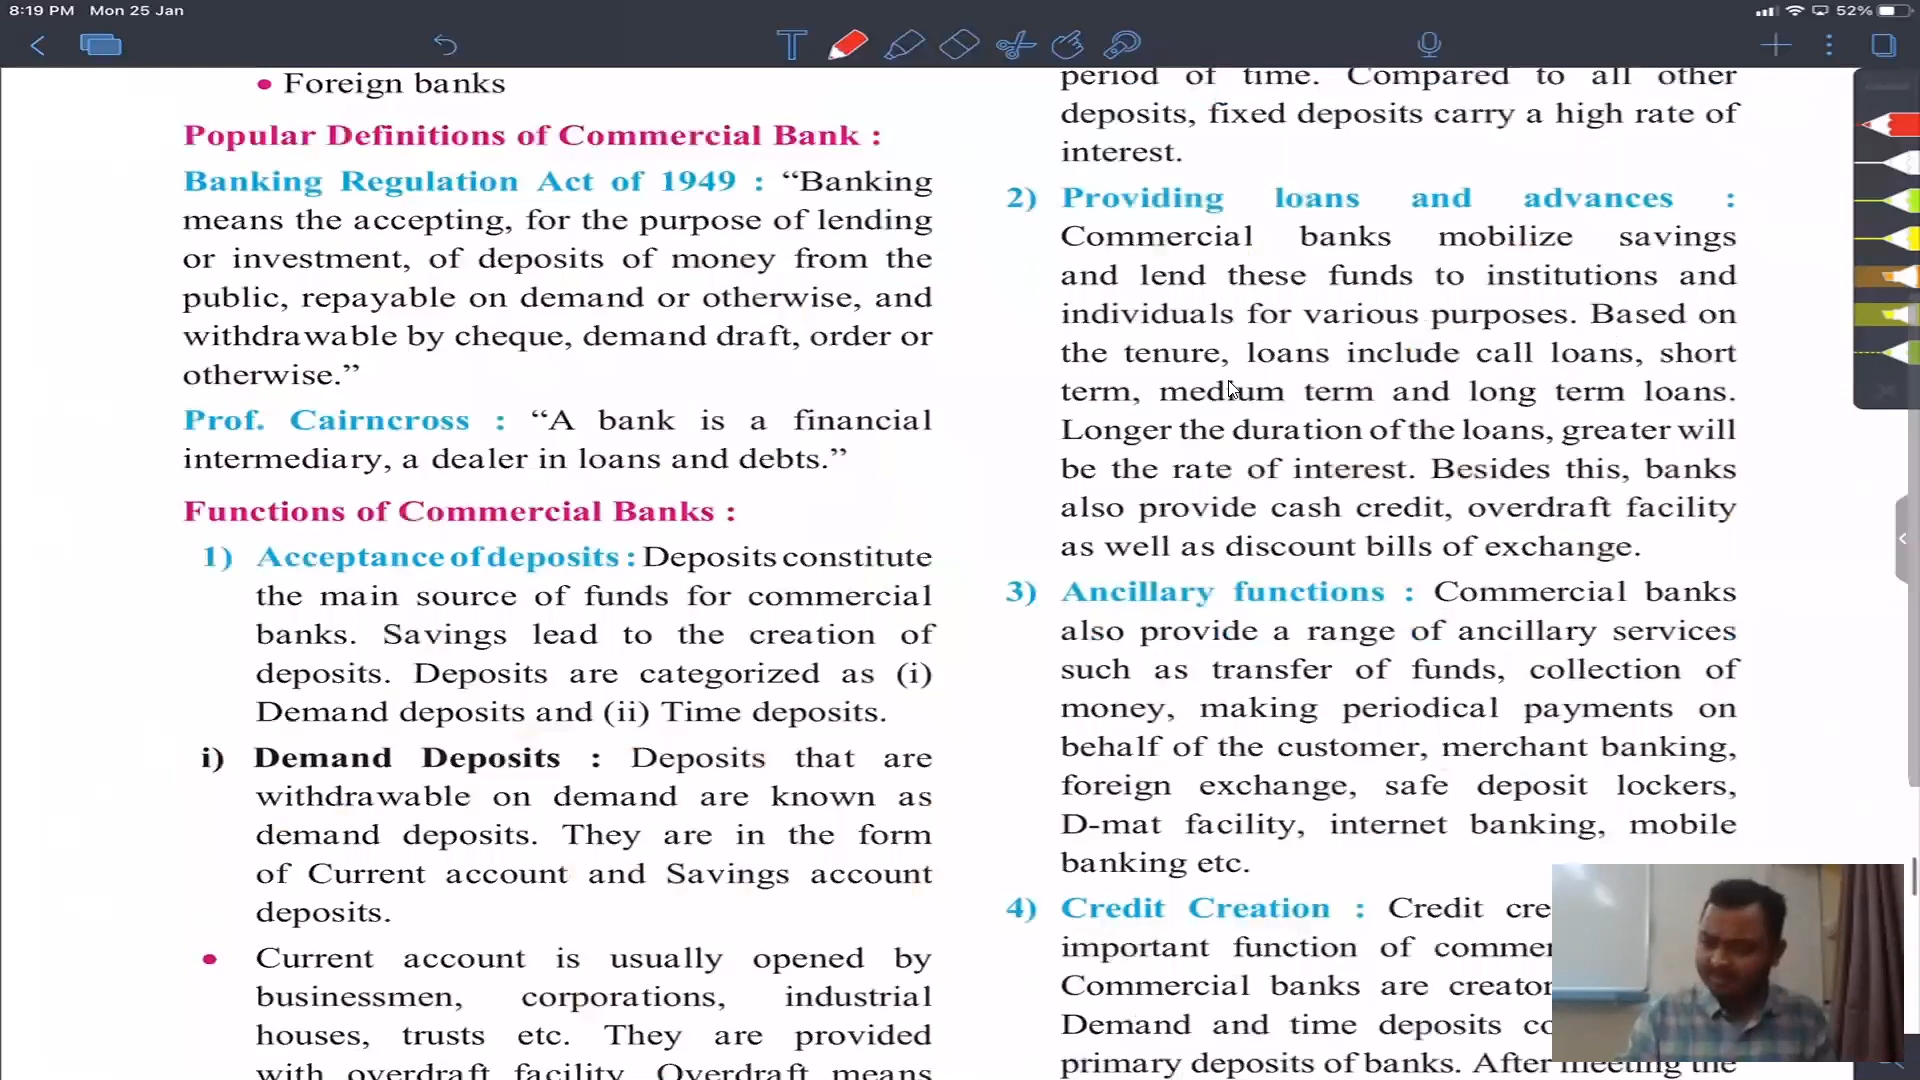 8:19 PM Mon 25 Jan
52%
• Foreign banks
Popular Definitions of Commercial Bank :
Banking Regulation Act of 1949 : “Banking
means the accepting, for the purpose of lending
or investment, of deposits of money from the
public, repayable on demand or otherwise, and
withdrawable by cheque, demand draft, order or
otherwise.”
Prof. Cairncross : “A bank is a financial
intermediary, a dealer in loans and debts.”
Functions of Commercial Banks :
1) Acceptance of deposits : Deposits constitute
the main source of funds for commercial
banks. Savings lead to the creation of
deposits. Deposits are categorized as (i)
Demand deposits and (ii) Time deposits.
i) Demand Deposits : Deposits that are
withdrawable on demand are known as
demand deposits. They are in the form
of Current account and Savings account
deposits.
• Current account is usually opened by
businessmen, corporations, industrial
houses, trusts etc. They are provided
with overdraft facility. Overdraft means
period of time. Compared to all other
deposits, fixed deposits carry a high rate of
interest.
2) Providing loans and advances :
Commercial banks mobilize savings
and lend these funds to institutions and
individuals for various purposes. Based on
the tenure, loans include call loans, short
term, medium term and long term loans.
Longer the duration of the loans, greater will
be the rate of interest. Besides this, banks
also provide cash credit, overdraft facility
as well as discount bills of exchange.
3) Ancillary functions : Commercial banks
also provide a range of ancillary services
such as transfer of funds, collection of
money, making periodical payments on
behalf of the customer, merchant banking,
foreign exchange, safe deposit lockers,
D-mat facility, internet banking, mobile
banking etc.
4) Credit Creation : Credit cre
important function of commer
Commercial banks are creator
Demand and time deposits co
primary deposits of banks. After meeting the